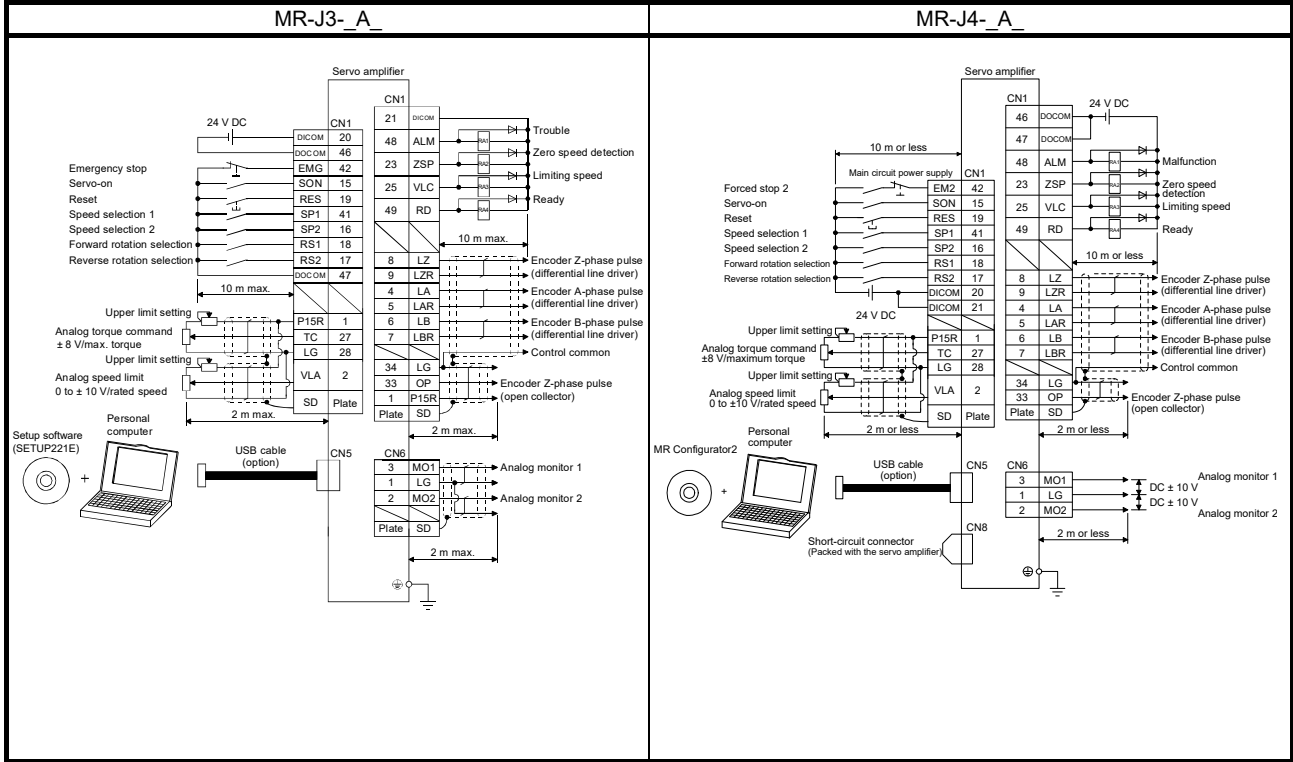 MR-J3-_A_
Servo amplifier
CN1
21 DICOM
48 ALM RA1 Trouble
23 ZSP RA2 Zero speed detection
25 VLC RA3 Limiting speed
49 RD RA4 Ready
10 m max.
8 LZ Encoder Z-phase pulse
9 LZR (differential line driver)
4 LA Encoder A-phase pulse
5 LAR (differential line driver)
6 LB Encoder B-phase pulse
7 LBR (differential line driver)
Control common
34 LG
33 OP Encoder Z-phase pulse
1 P15R (open collector)
Plate SD
2 m max.
24 V DC
CN1
DICOM 20
DOCOM 46
Emergency stop EMG 42
Servo-on SON 15
Reset RES 19
Speed selection 1 SP1 41
Speed selection 2 SP2 16
Forward rotation selection RS1 18
Reverse rotation selection RS2 17
DOCOM 47
10 m max.
Upper limit setting
P15R 1
Analog torque command TC 27
± 8 V/max. torque
LG 28
Upper limit setting
Analog speed limit VLA 2
0 to ± 10 V/rated speed
SD Plate
2 m max.
Personal
computer
Setup software
(SETUP221E)
+
USB cable
(option)
CN5
CN6
3 MO1 Analog monitor 1
1 LG
2 MO2 Analog monitor 2
Plate SD
2 m max.
MR-J4-_A_
Servo amplifier
CN1
24 V DC
46 DOCOM
47 DOCOM
48 ALM RA1 Malfunction
23 ZSP RA2 Zero speed
detection
25 VLC RA3 Limiting speed
49 RD RA4 Ready
10 m or less
8 LZ Encoder Z-phase pulse
9 LZR (differential line driver)
4 LA Encoder A-phase pulse
5 LAR (differential line driver)
6 LB Encoder B-phase pulse
7 LBR (differential line driver)
Control common
34 LG
33 OP Encoder Z-phase pulse
(open collector)
Plate SD
2 m or less
10 m or less
Main circuit power supply
CN1
Forced stop 2 EM2 42
Servo-on SON 15
Reset RES 19
Speed selection 1 SP1 41
Speed selection 2 SP2 16
Forward rotation selection RS1 18
Reverse rotation selection RS2 17
DICOM 20
DICOM 21
24 V DC
Upper limit setting
P15R 1
Analog torque command TC 27
±8 V/maximum torque
LG 28
Upper limit setting
Analog speed limit VLA 2
0 to ±10 V/rated speed
SD Plate
2 m or less
Personal
computer
MR Configurator2
+
USB cable
(option)
CN5
CN6
3 MO1 Analog monitor 1
DC ± 10 V
1 LG
DC ± 10 V
2 MO2 Analog monitor 2
2 m or less
CN8
Short-circuit connector
(Packed with the servo amplifier)